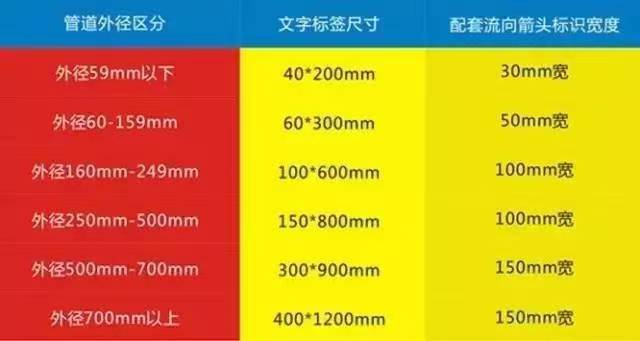 管道外径区分 文字标签尺寸 配套流向箭头标识宽度
外径59mm以下 40*200mm 30mm宽
外径60-159mm 60*300mm 50mm宽
外径160mm-249mm 100*600mm 100mm宽
外径250mm-500mm 150*800mm 100mm宽
外径500mm-700mm 300*900mm 150mm宽
外径700mm以上 400*1200mm 150mm宽